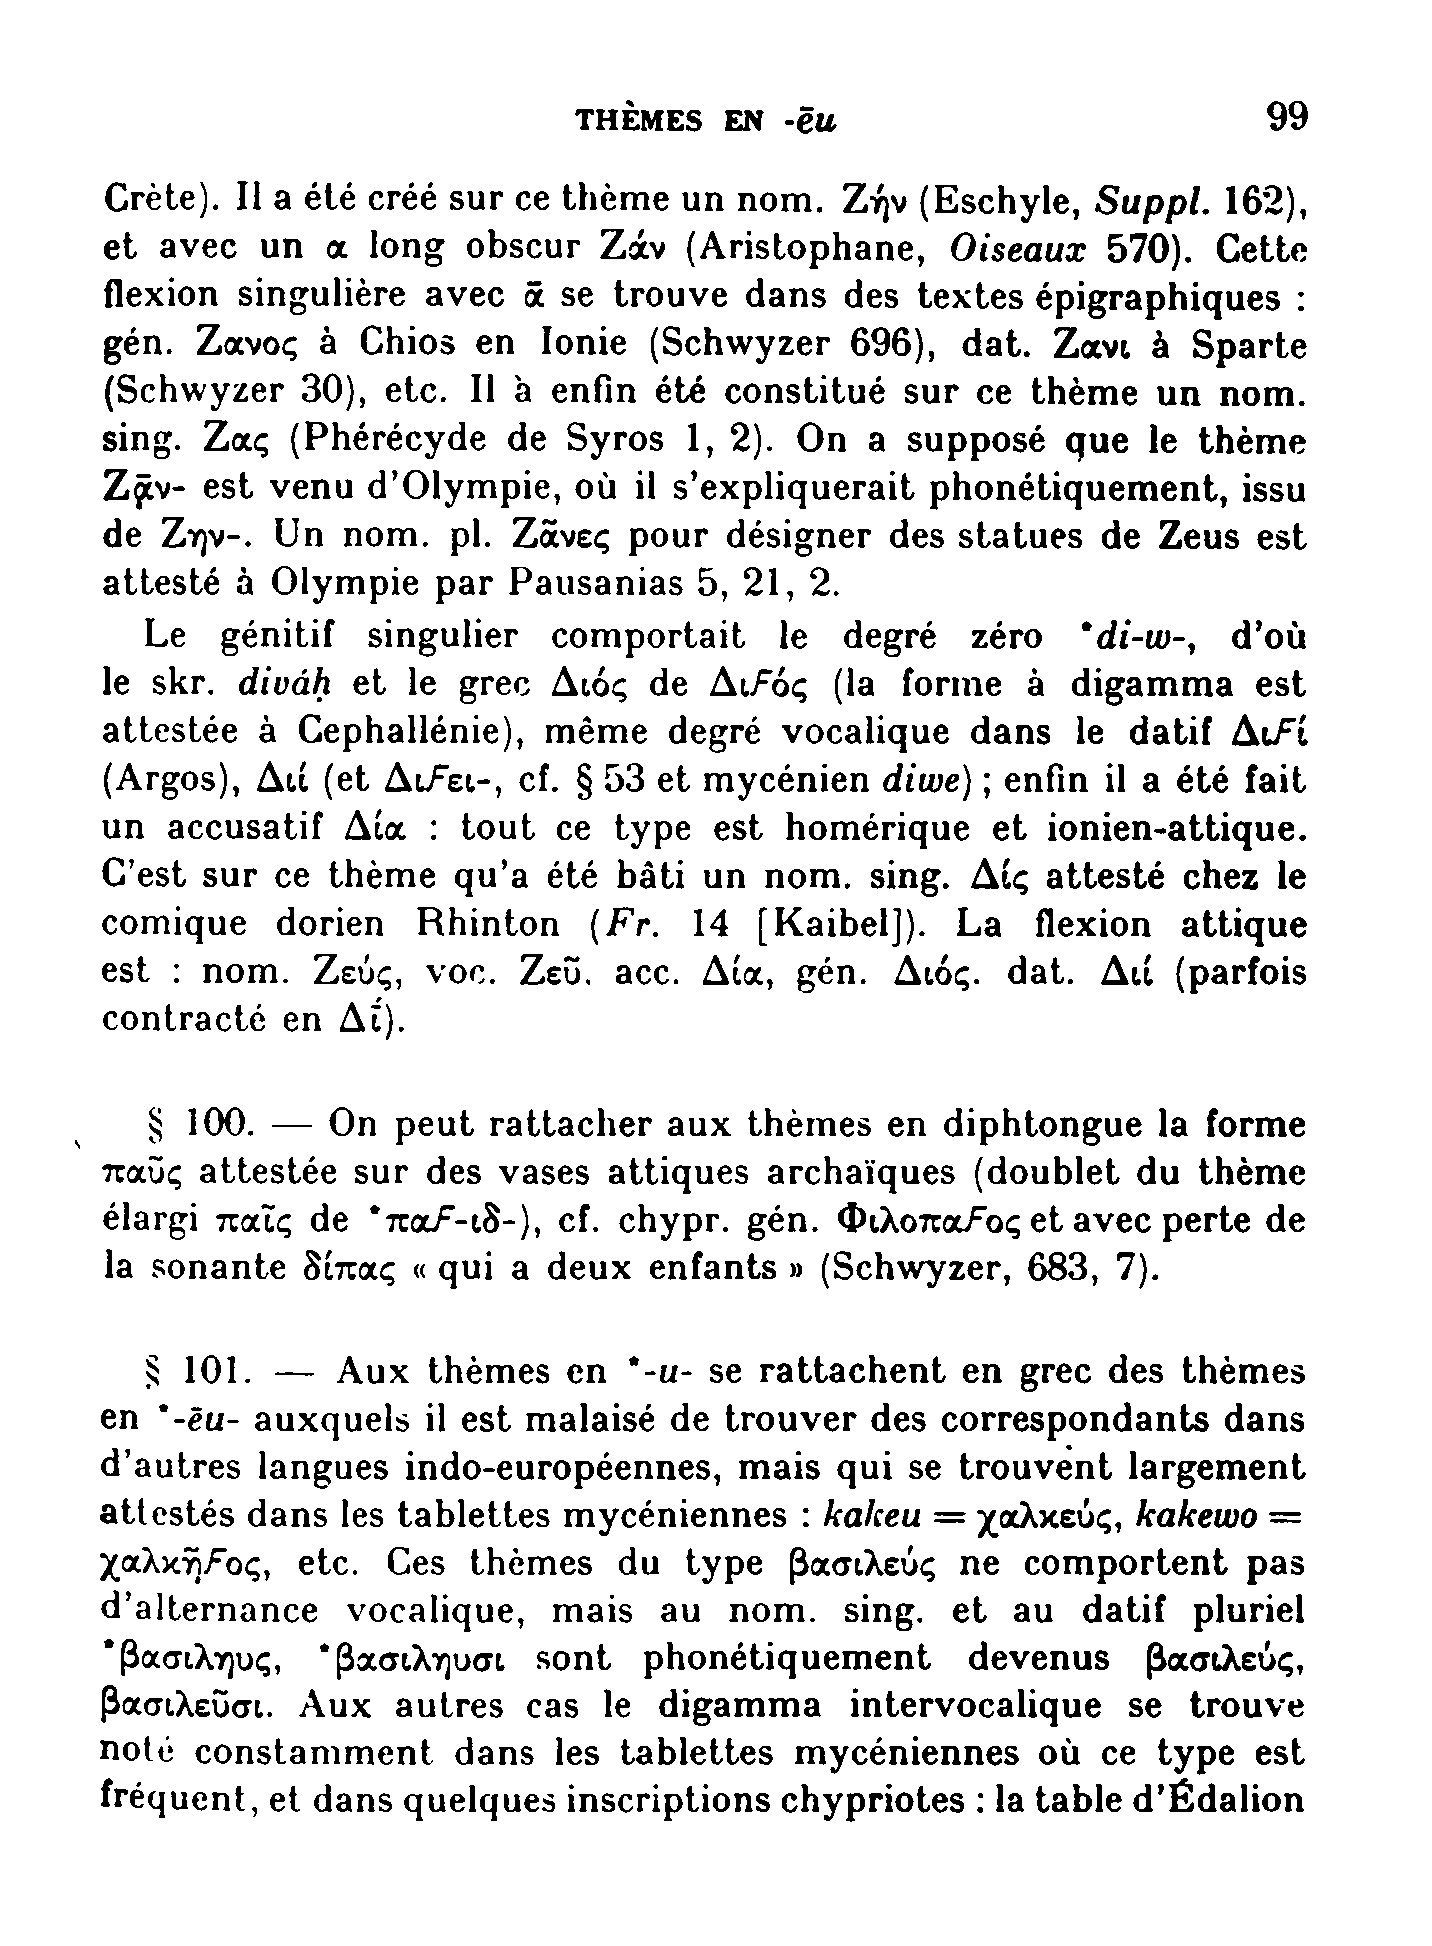 THÈMES EN -ēu 99
Crète). Il a été créé sur ce thème un nom. Ζήν (Eschyle, Suppl. 162),
et avec un α long obscur Ζάν (Aristophane, Oiseaux 570). Cette
flexion singulière avec ᾱ se trouve dans des textes épigraphiques :
gén. Ζανος à Chios en Ionie (Schwyzer 696), dat. Ζανι à Sparte
(Schwyzer 30), etc. Il a enfin été constitué sur ce thème un nom.
sing. Ζας (Phérécyde de Syros 1, 2). On a supposé que le thème
Ζᾱν- est venu d'Olympie, où il s'expliquerait phonétiquement, issu
de Ζην-. Un nom. pl. Ζᾶνες pour désigner des statues de Zeus est
attesté à Olympie par Pausanias 5, 21, 2.
Le génitif singulier comportait le degré zéro *di-w-, d'où
le skr. diváḥ et le grec Διός de Διϝός (la forme à digamma est
attestée à Cephallénie), même degré vocalique dans le datif Διϝί
(Argos), Διί (et Διϝει-, cf. § 53 et mycénien diwe) ; enfin il a été fait
un accusatif Δία : tout ce type est homérique et ionien-attique.
C'est sur ce thème qu'a été bâti un nom. sing. Δίς attesté chez le
comique dorien Rhinton (Fr. 14 [Kaibel]). La flexion attique
est : nom. Ζεύς, voc. Ζεῦ, acc. Δία, gén. Διός. dat. Διί (parfois
contracté en Δῑ́).
§ 100. — On peut rattacher aux thèmes en diphtongue la forme
παῦς attestée sur des vases attiques archaïques (doublet du thème
élargi παῖς de *παϝ-ιδ-), cf. chypr. gén. Φιλοπαϝος et avec perte de
la sonante δίπας « qui a deux enfants » (Schwyzer, 683, 7).
§ 101. — Aux thèmes en *-u- se rattachent en grec des thèmes
en *-ēu- auxquels il est malaisé de trouver des correspondants dans
d'autres langues indo-européennes, mais qui se trouvent largement
attestés dans les tablettes mycéniennes : kakeu = χαλκεύς, kakewo =
χαλκῆϝος, etc. Ces thèmes du type βασιλεύς ne comportent pas
d'alternance vocalique, mais au nom. sing. et au datif pluriel
*βασιληυς, *βασιληυσι sont phonétiquement devenus βασιλεύς,
βασιλεῦσι. Aux autres cas le digamma intervocalique se trouve
noté constamment dans les tablettes mycéniennes où ce type est
fréquent, et dans quelques inscriptions chypriotes : la table d'Édalion